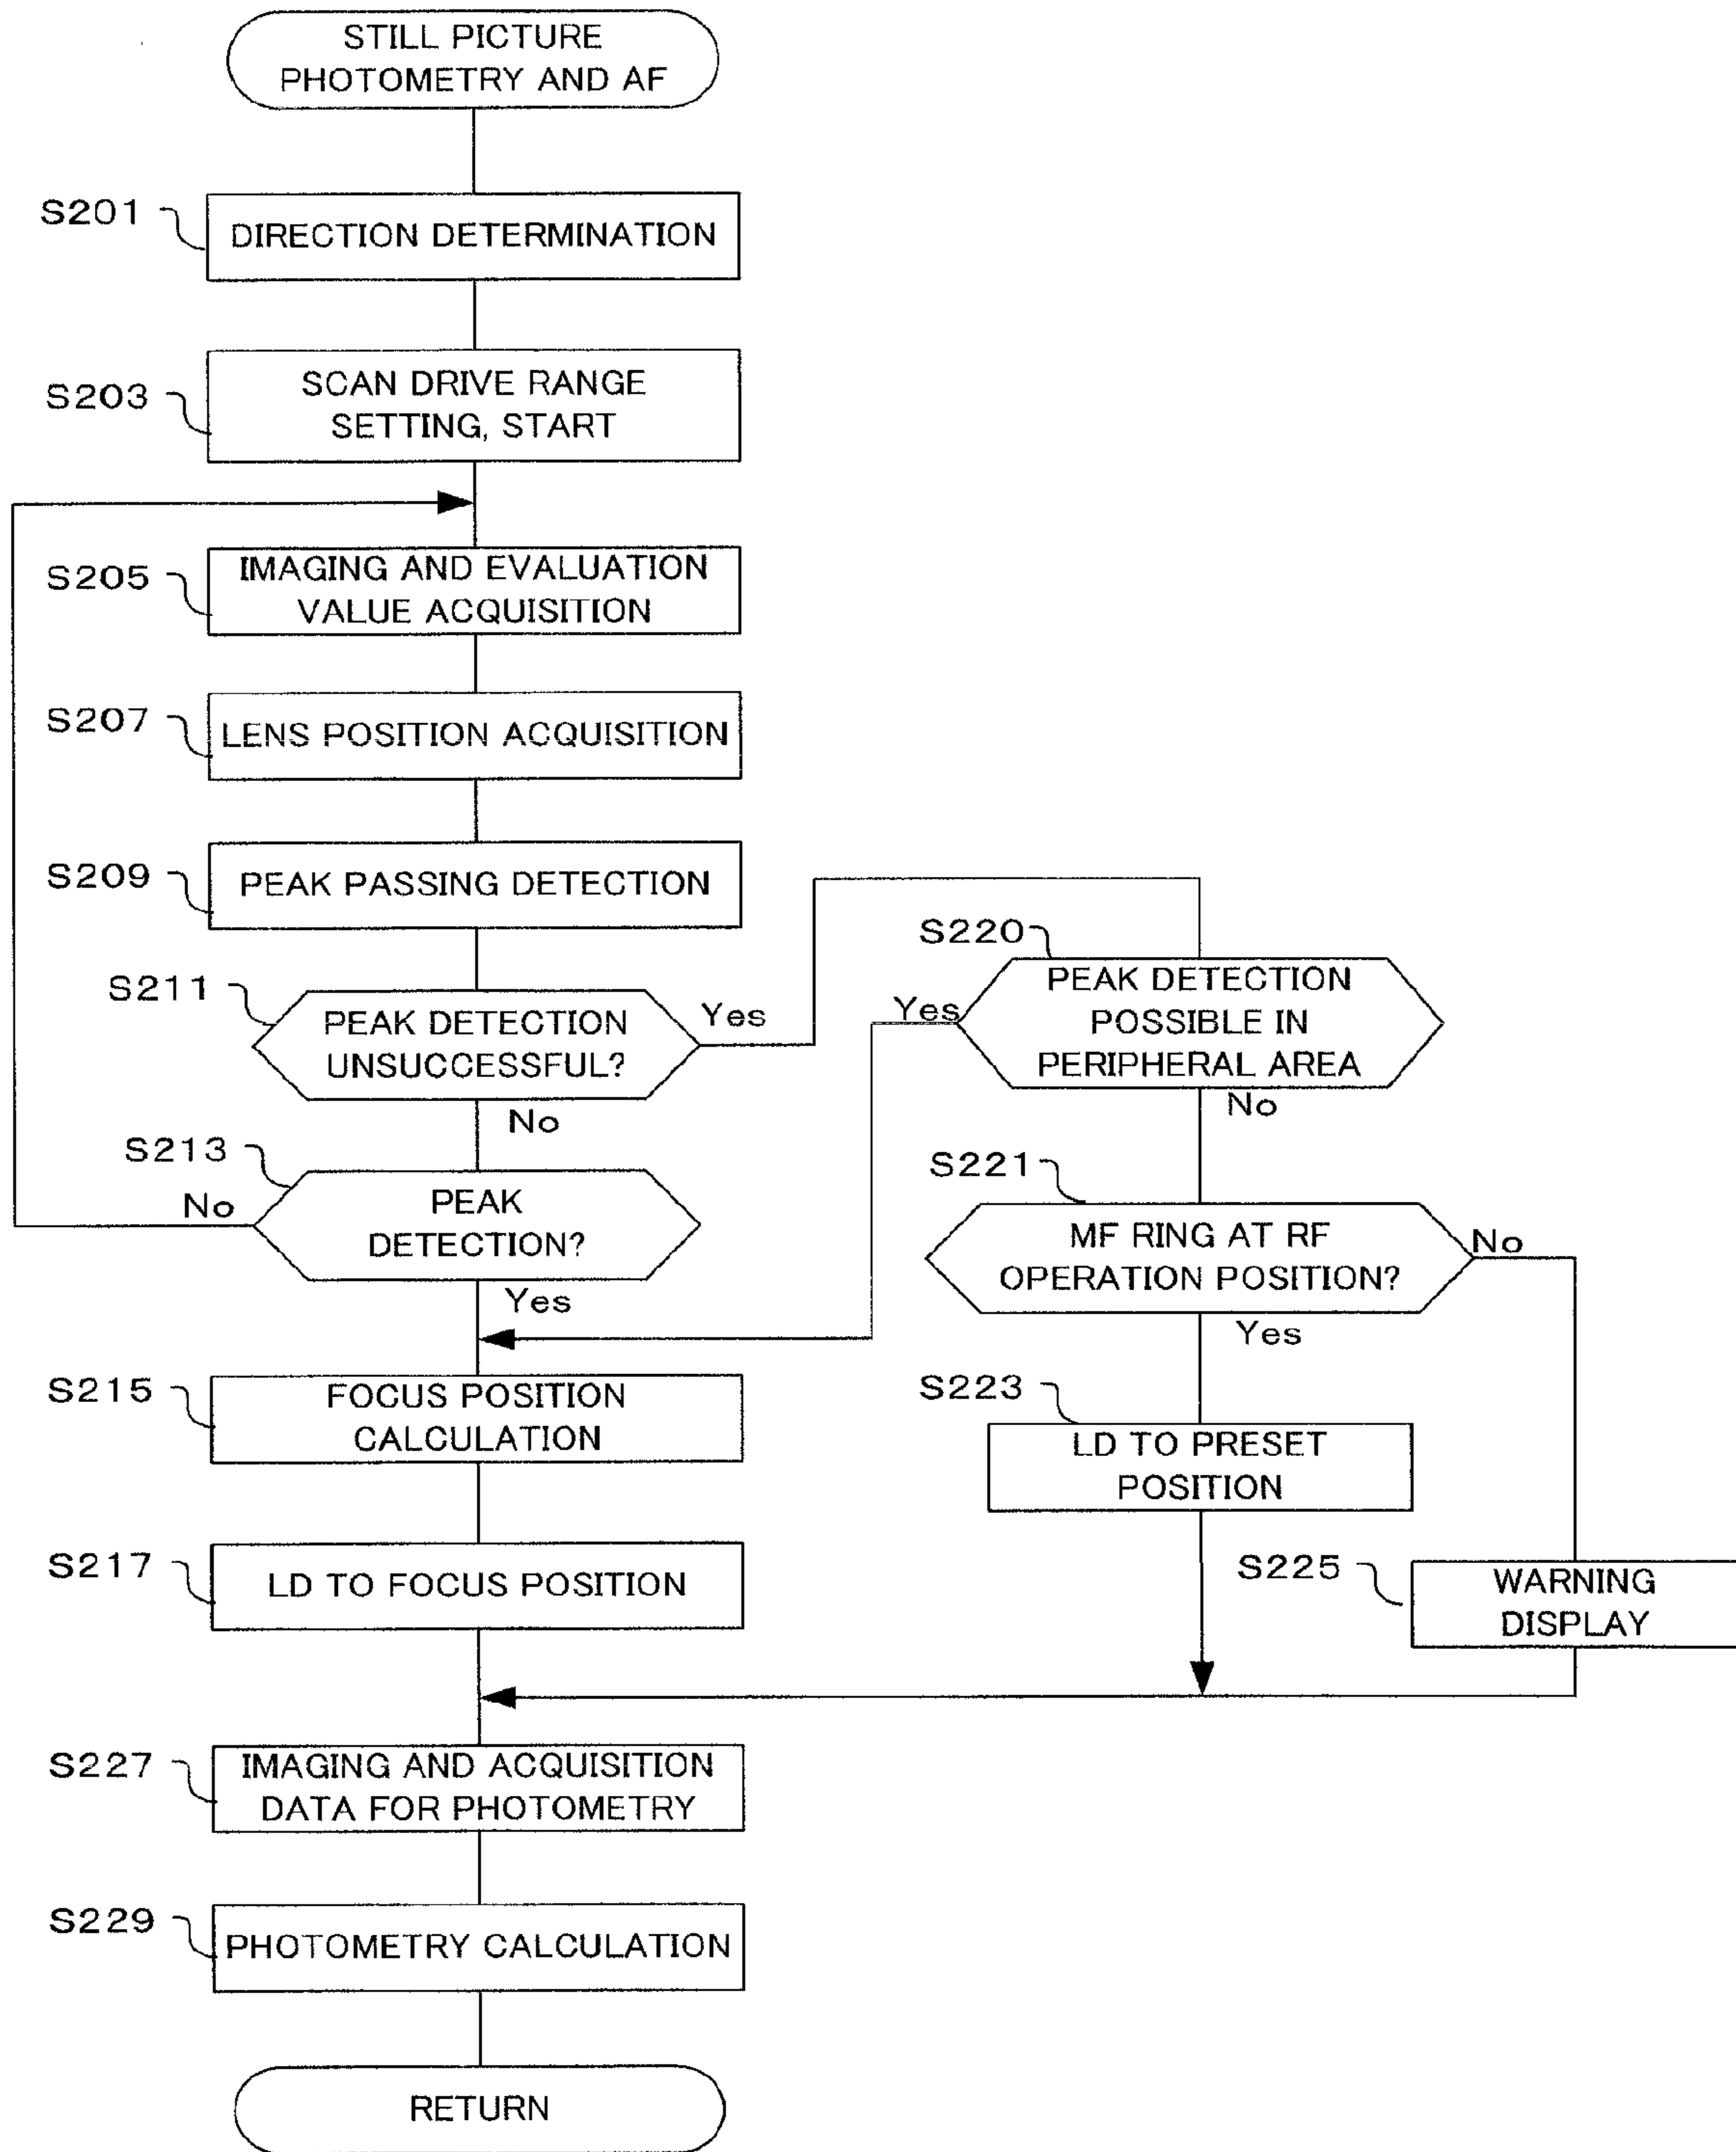 STILL PICTURE
PHOTOMETRY AND AF
S201
DIRECTION DETERMINATION
S203
SCAN DRIVE RANGE
SETTING, START
S205
IMAGING AND EVALUATION
VALUE ACQUISITION
S207
LENS POSITION ACQUISITION
S209
PEAK PASSING DETECTION
S211
PEAK DETECTION
UNSUCCESSFUL?
Yes
No
S213
PEAK
DETECTION?
No
Yes
S215
FOCUS POSITION
CALCULATION
S217
LD TO FOCUS POSITION
S220
PEAK DETECTION
POSSIBLE IN
PERIPHERAL AREA
Yes
No
S221
MF RING AT RF
OPERATION POSITION?
No
Yes
S223
LD TO PRESET
POSITION
S225
WARNING
DISPLAY
S227
IMAGING AND ACQUISITION
DATA FOR PHOTOMETRY
S229
PHOTOMETRY CALCULATION
RETURN